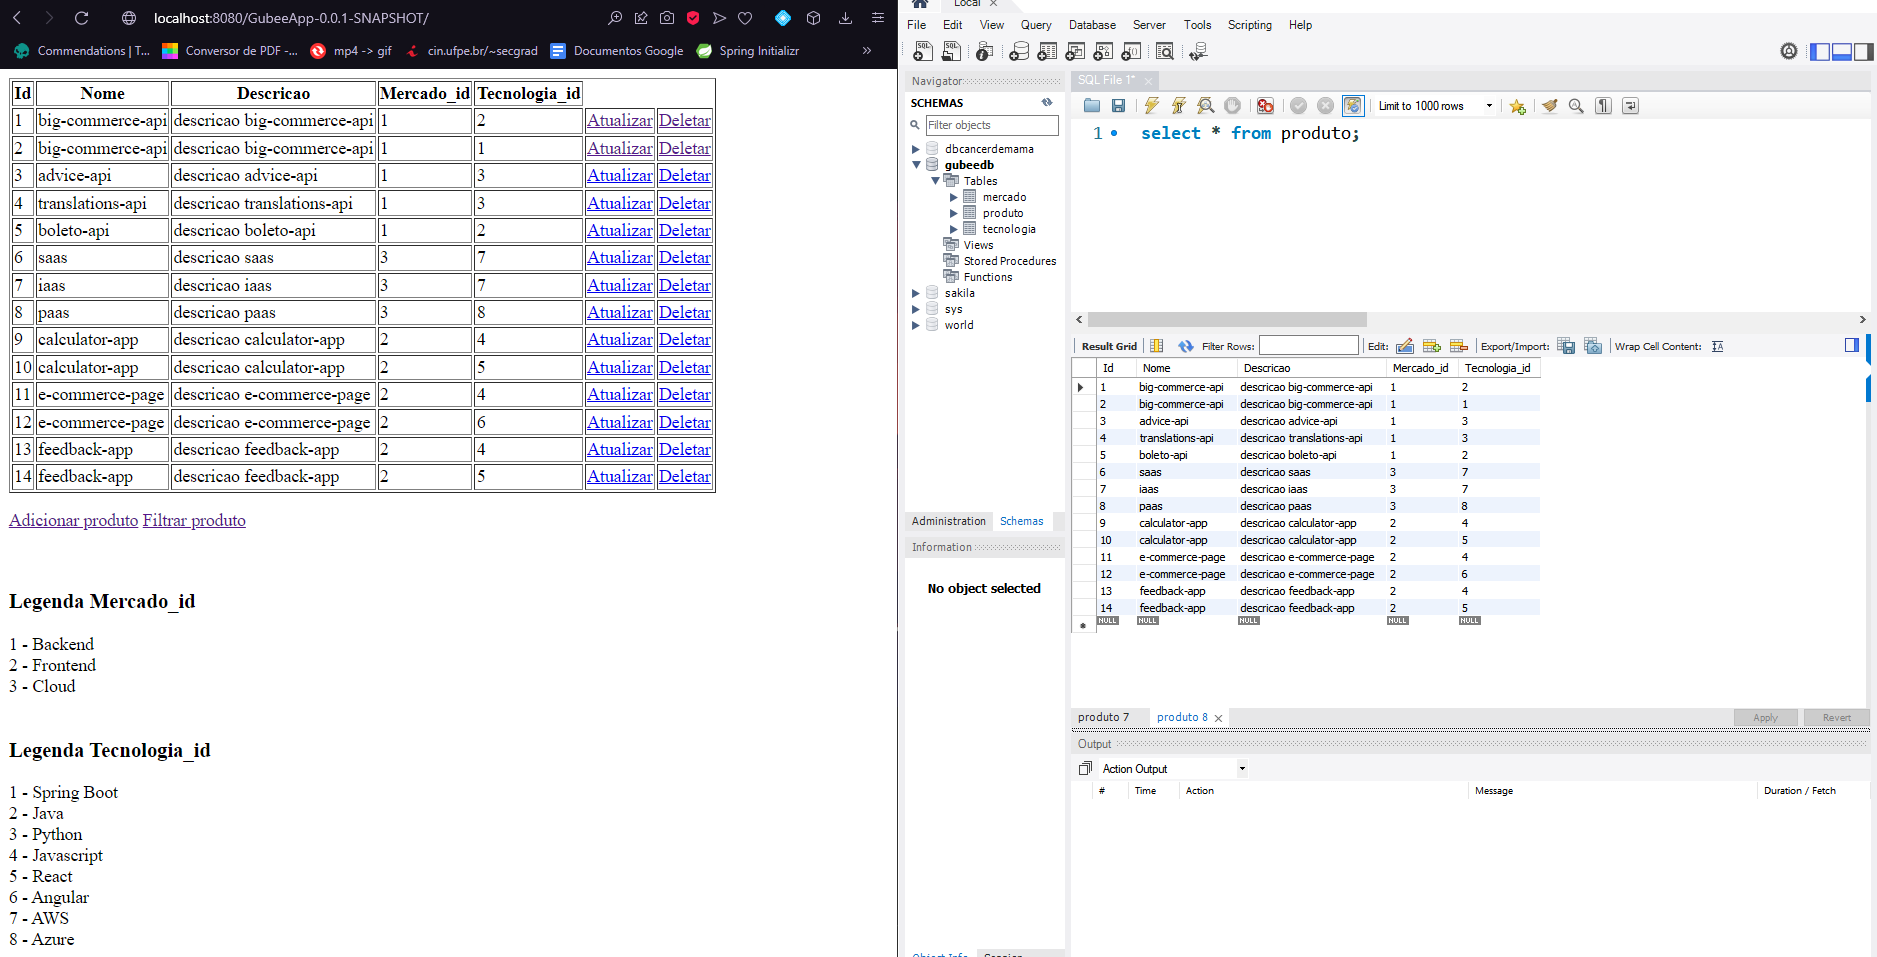 localhost:8080/GubeeApp-0.0.1-SNAPSHOT/
Commendations | T... Conversor de PDF -... mp4 -> gif cin.ufpe.br/~secgrad Documentos Google Spring Initializr »
Id Nome Descricao Mercado_id Tecnologia_id
1 big-commerce-api descricao big-commerce-api 1 2 Atualizar Deletar
2 big-commerce-api descricao big-commerce-api 1 1 Atualizar Deletar
3 advice-api descricao advice-api 1 3 Atualizar Deletar
4 translations-api descricao translations-api 1 3 Atualizar Deletar
5 boleto-api descricao boleto-api 1 2 Atualizar Deletar
6 saas descricao saas 3 7 Atualizar Deletar
7 iaas descricao iaas 3 7 Atualizar Deletar
8 paas descricao paas 3 8 Atualizar Deletar
9 calculator-app descricao calculator-app 2 4 Atualizar Deletar
10 calculator-app descricao calculator-app 2 5 Atualizar Deletar
11 e-commerce-page descricao e-commerce-page 2 4 Atualizar Deletar
12 e-commerce-page descricao e-commerce-page 2 6 Atualizar Deletar
13 feedback-app descricao feedback-app 2 4 Atualizar Deletar
14 feedback-app descricao feedback-app 2 5 Atualizar Deletar
Adicionar produto Filtrar produto
Legenda Mercado_id
1 - Backend
2 - Frontend
3 - Cloud
Legenda Tecnologia_id
1 - Spring Boot
2 - Java
3 - Python
4 - Javascript
5 - React
6 - Angular
7 - AWS
8 - Azure
Local
File Edit View Query Database Server Tools Scripting Help
Navigator
SCHEMAS
Filter objects
dbcancerdemama
gubeedb
Tables
mercado
produto
tecnologia
Views
Stored Procedures
Functions
sakila
sys
world
Administration Schemas
Information
No object selected
Object Info Session
SQL File 1*
Limit to 1000 rows
1 select * from produto;
Result Grid Filter Rows: Edit: Export/Import: Wrap Cell Content:
Id Nome Descricao Mercado_id Tecnologia_id
1 big-commerce-api descricao big-commerce-api 1 2
2 big-commerce-api descricao big-commerce-api 1 1
3 advice-api descricao advice-api 1 3
4 translations-api descricao translations-api 1 3
5 boleto-api descricao boleto-api 1 2
6 saas descricao saas 3 7
7 iaas descricao iaas 3 7
8 paas descricao paas 3 8
9 calculator-app descricao calculator-app 2 4
10 calculator-app descricao calculator-app 2 5
11 e-commerce-page descricao e-commerce-page 2 4
12 e-commerce-page descricao e-commerce-page 2 6
13 feedback-app descricao feedback-app 2 4
14 feedback-app descricao feedback-app 2 5
NULL NULL NULL NULL NULL
produto 7 produto 8 Apply Revert
Output
Action Output
# Time Action Message Duration / Fetch